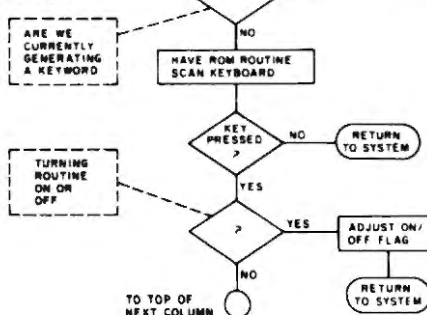 ARE WE
CURRENTLY
GENERATING
A KEYWORD
NO
HAVE ROM ROUTINE
SCAN KEYBOARD
KEY
PRESSED
?
NO
RETURN
TO SYSTEM
YES
TURNING
ROUTINE
ON OR
OFF
?
YES
ADJUST ON/
OFF FLAG
NO
RETURN
TO SYSTEM
TO TOP OF
NEXT COLUMN